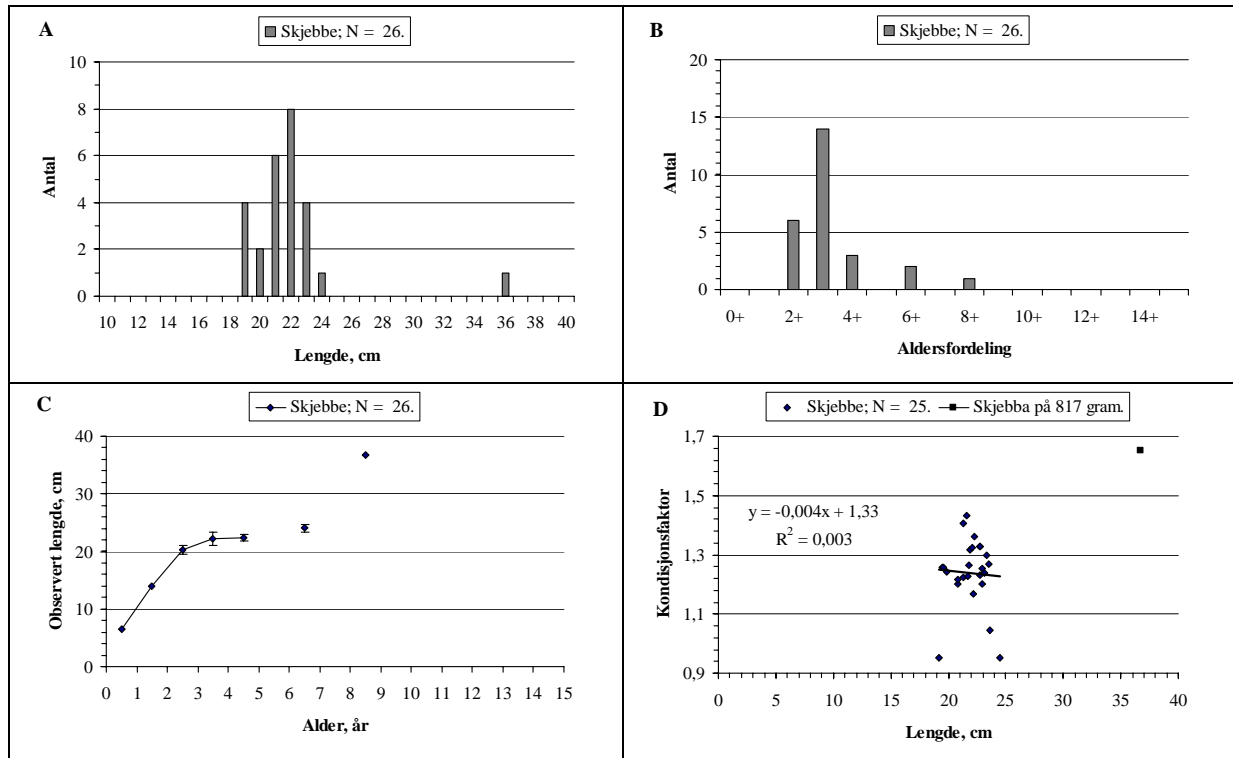 A
Skjebbe; N = 26.
10
8
6
4
2
0
Antal
10 12 14 16 18 20 22 24 26 28 30 32 34 36 38 40
Lengde, cm
B
Skjebbe; N = 26.
20
15
10
5
0
Antal
0+ 2+ 4+ 6+ 8+ 10+ 12+ 14+
Aldersfordeling
C
Skjebbe; N = 26.
40
30
20
10
0
Observert lengde, cm
0 1 2 3 4 5 6 7 8 9 10 11 12 13 14 15
Alder, år
D
Skjebbe; N = 25. Skjebba på 817 gram.
1,7
1,5
1,3
1,1
0,9
Kondisjonsfaktor
y = -0,004x + 1,33
R² = 0,003
0 5 10 15 20 25 30 35 40
Lengde, cm